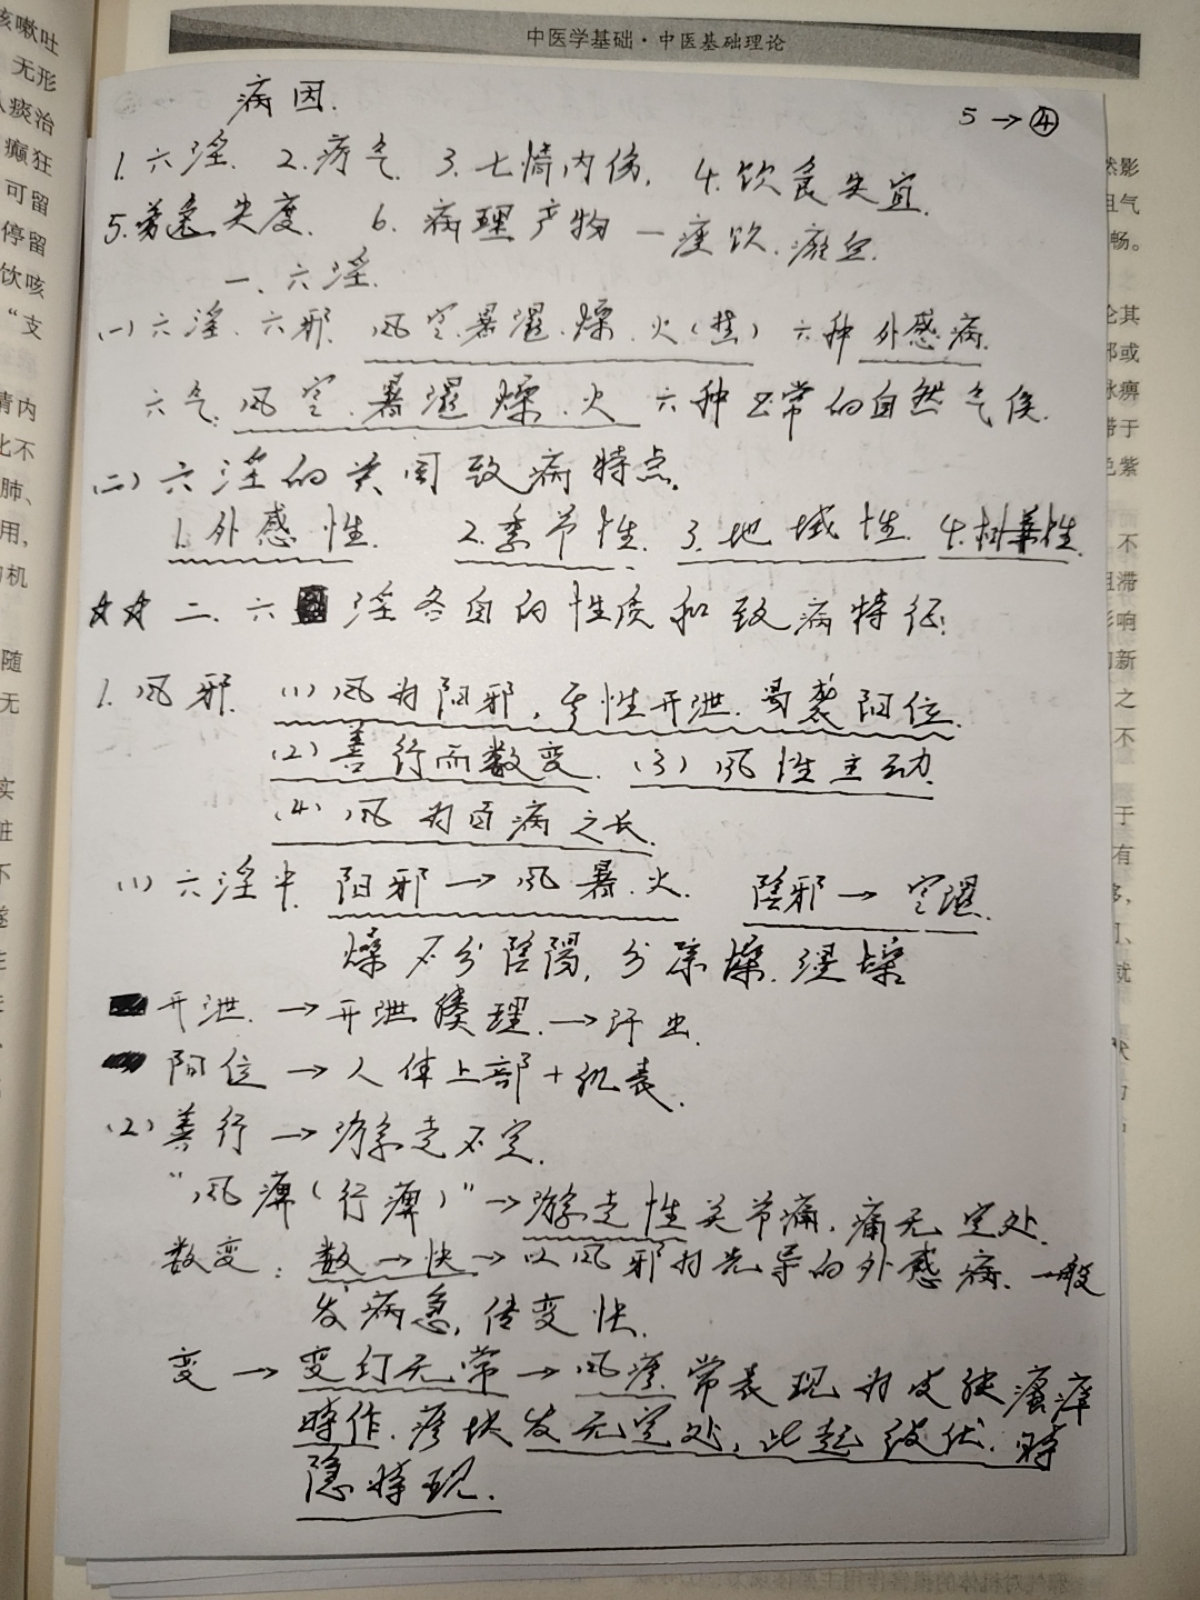 中医学基础·中医基础理论
病因.
5→④
1.六淫. 2.疠气. 3.七情内伤. 4.饮食失宜.
5.劳逸失度. 6.病理产物—痰饮.瘀血.
一、六淫.
(一)六淫.六邪.风寒.暑湿.燥.火(热)六种外感病.
六气.风寒.暑湿燥.火 六种正常的自然气候.
(二)六淫的共同致病特点.
1.外感性. 2.季节性. 3.地域性. 4.相兼性.
☆☆ 二.六淫各自的性质和致病特征:
1.风邪. (1)风为阳邪,其性开泄.易袭阳位.
(2)善行而数变. (3)风性主动.
(4)风为百病之长.
(1)六淫中.阳邪→风暑.火. 陰邪→寒湿.
燥不分陰陽,分凉燥.温燥
开泄.→开泄腠理.→汗出.
阳位→人体上部+肌表.
(2)善行→游走不定.
"风痹(行痹)"→游走性关节痛.痛无定处.
数变:数→快→以风邪为先导的外感病.一般
发病急,传变快.
变→变幻无常→风疹.常表现为皮肤瘙痒
時作.疹块发无定处,此起彼伏.時
隐時现.